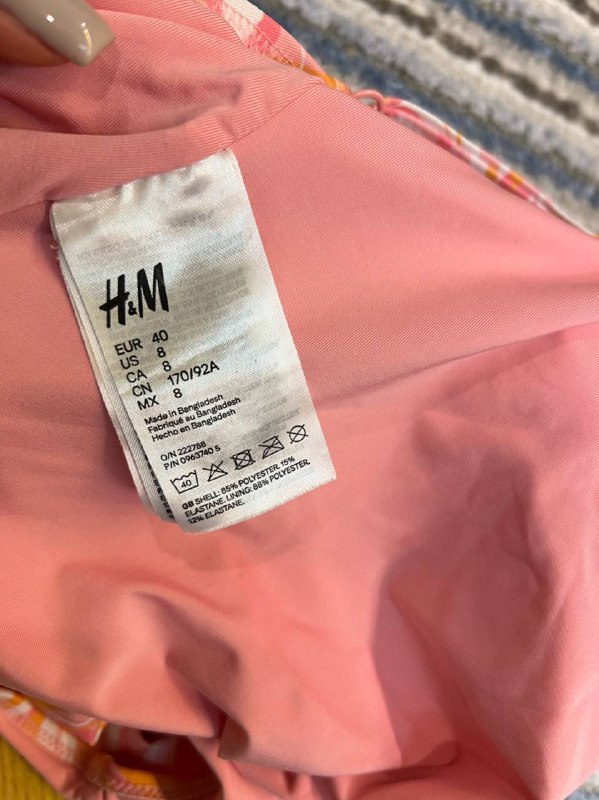 H&M
EUR 40
US 8
CA 8
CN 170/92A
MX 8
Made in Bangladesh
Fabriqué au Bangladesh
Hecho en Bangladesh
O/N 222788
P/N 0963740 5
40
GB SHELL: 85% POLYESTER, 15%
ELASTANE. LINING: 88% POLYESTER,
12% ELASTANE.